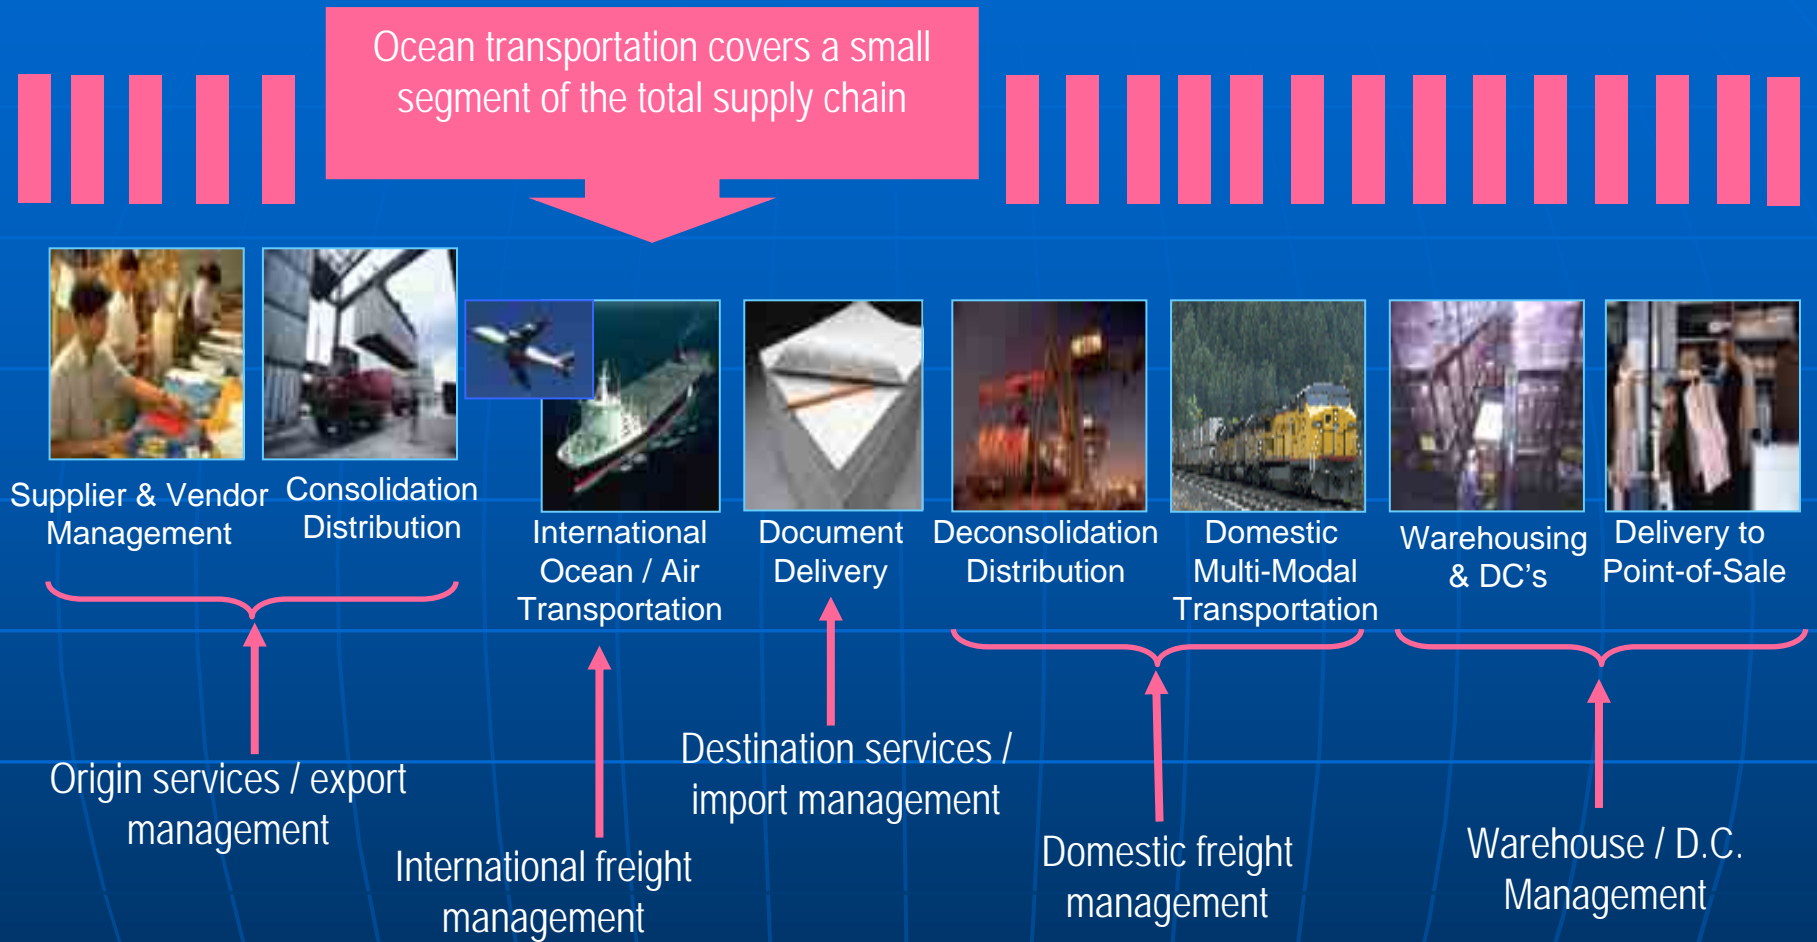 Ocean transportation covers a small
segment of the total supply chain
Supplier & Vendor
Management
Consolidation
Distribution
International
Ocean / Air
Transportation
Document
Delivery
Deconsolidation
Distribution
Domestic
Multi-Modal
Transportation
Warehousing
& DC's
Delivery to
Point-of-Sale
Origin services / export
management
International freight
management
Destination services /
import management
Domestic freight
management
Warehouse / D.C.
Management